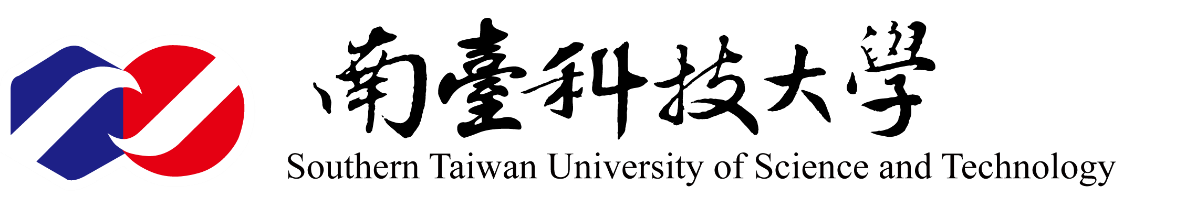 南臺科技大學
Southern Taiwan University of Science and Technology